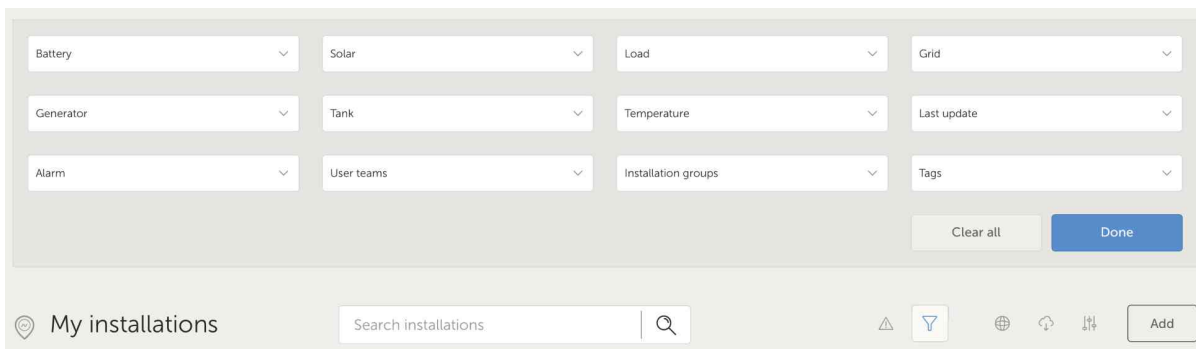 Battery Solar Load Grid
Generator Tank Temperature Last update
Alarm User teams Installation groups Tags
Clear all Done
My installations Search installations Add